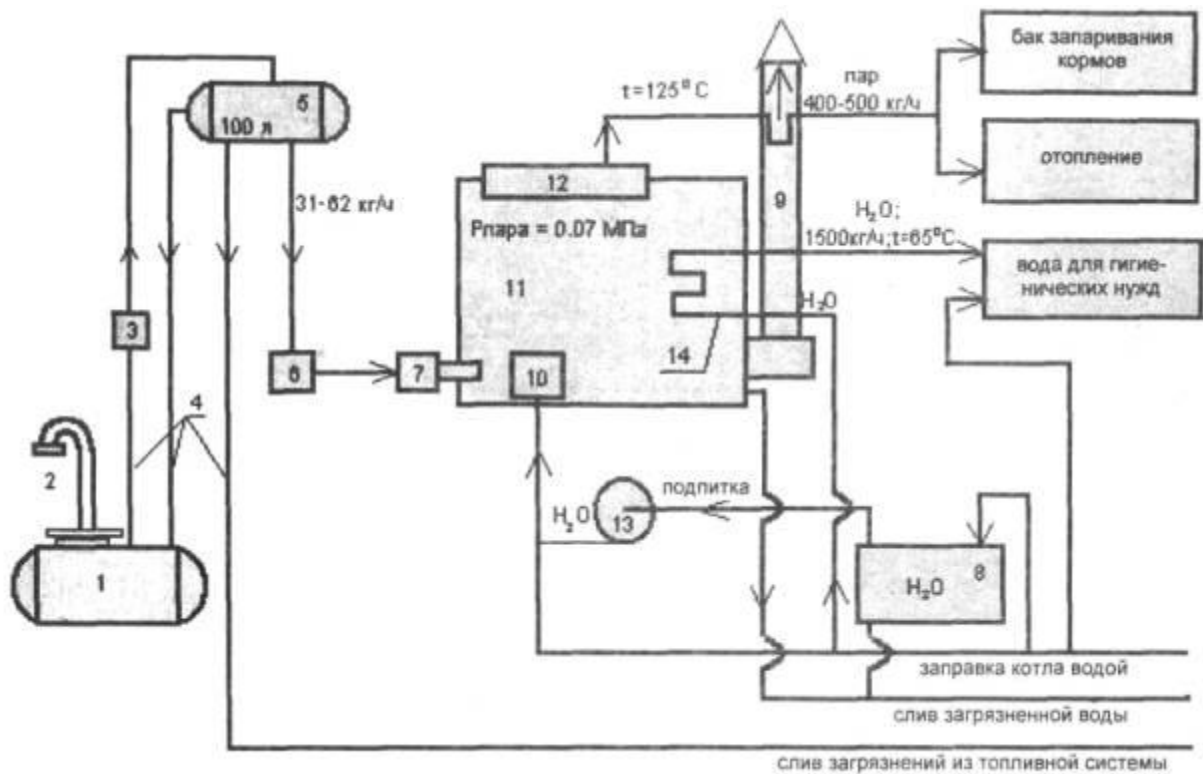 бак запаривания
кормов
t=125°C
пар
400-500 кг/ч
5
100 л
отопление
12
31-62 кг/ч
9
H₂O;
1500кг/ч;t=65°C
Pпара = 0.07 МПа
вода для гигие-
нических нужд
11
H₂O
3
14
6
7
10
4
2
подпитка
H₂O
13
8
H₂O
1
заправка котла водой
слив загрязненной воды
слив загрязнений из топливной системы